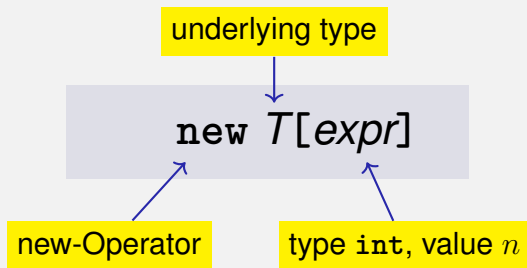 underlying type
new T[expr]
new-Operator
type int, value n